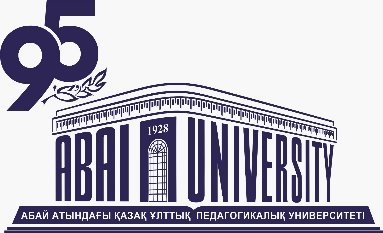 95
1928
ABAI UNIVERSITY
АБАЙ АТЫНДАҒЫ ҚАЗАҚ ҰЛТТЫҚ ПЕДАГОГИКАЛЫҚ УНИВЕРСИТЕТІ